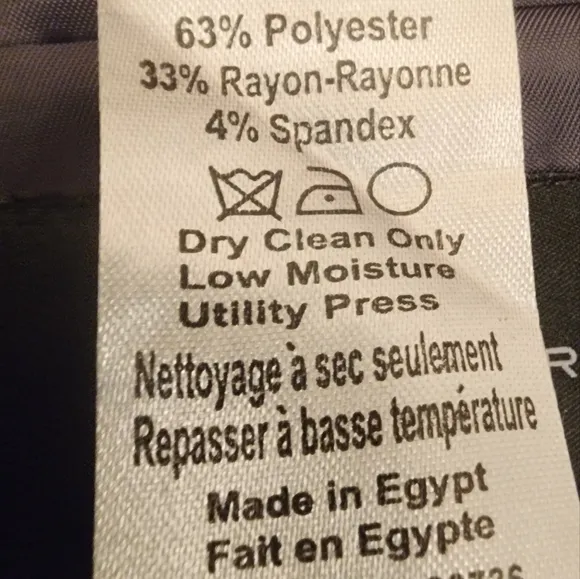 63% Polyester
33% Rayon-Rayonne
4% Spandex
Dry Clean Only
Low Moisture
Utility Press
Nettoyage à sec seulement
Repasser à basse température
Made in Egypt
Fait en Egypte
R